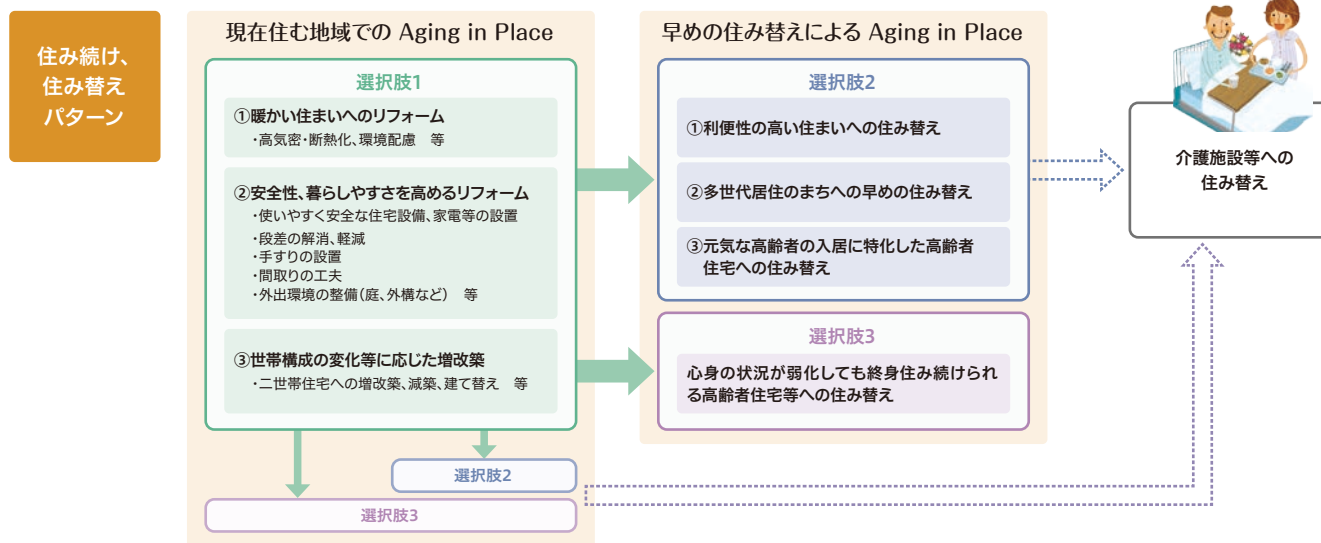 住み続け、
住み替え
パターン
現在住む地域での Aging in Place
選択肢1
①暖かい住まいへのリフォーム
・高気密・断熱化、環境配慮　等
②安全性、暮らしやすさを高めるリフォーム
・使いやすく安全な住宅設備、家電等の設置
・段差の解消、軽減
・手すりの設置
・間取りの工夫
・外出環境の整備(庭、外構など)　等
③世帯構成の変化等に応じた増改築
・二世帯住宅への増改築、減築、建て替え　等
選択肢2
選択肢3
早めの住み替えによる Aging in Place
選択肢2
①利便性の高い住まいへの住み替え
②多世代居住のまちへの早めの住み替え
③元気な高齢者の入居に特化した高齢者
住宅への住み替え
選択肢3
心身の状況が弱化しても終身住み続けられ
る高齢者住宅等への住み替え
介護施設等への
住み替え